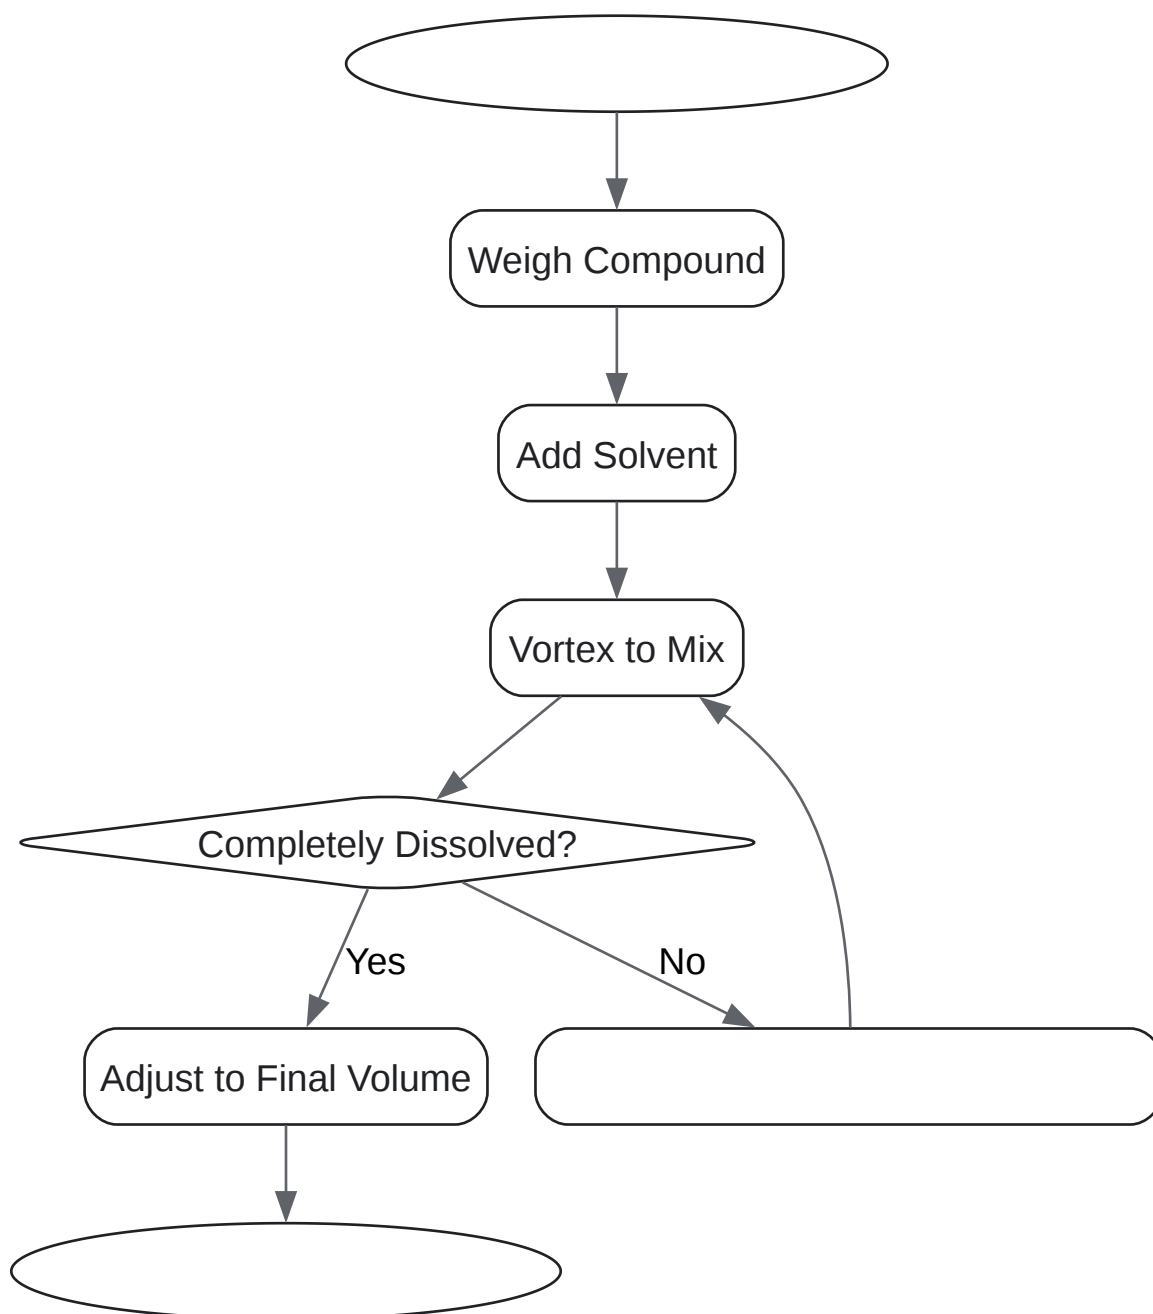 Weigh Compound
Add Solvent
Vortex to Mix
Completely Dissolved?
Yes
No
Adjust to Final Volume